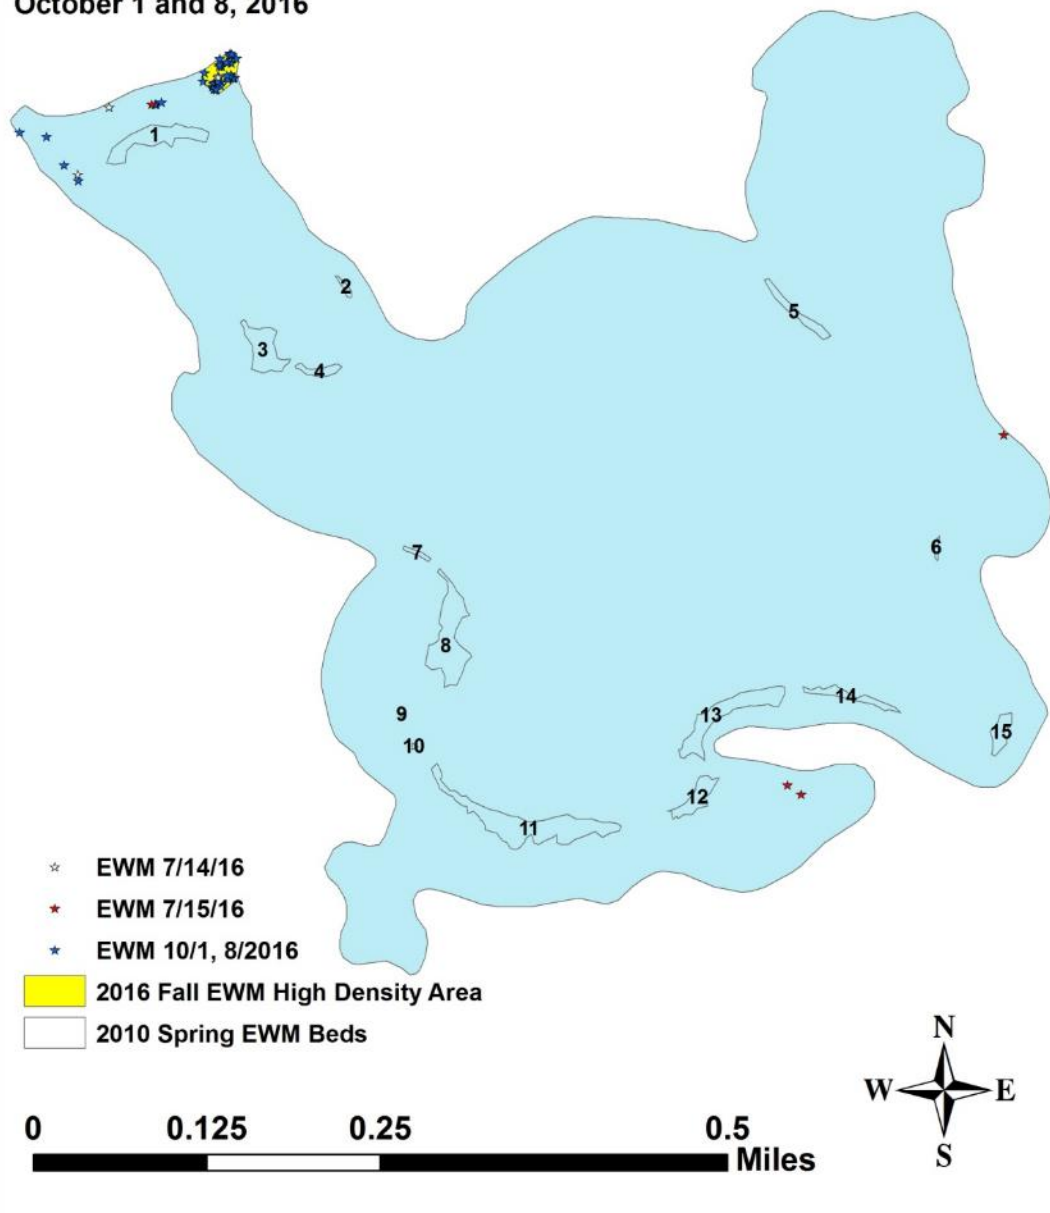 October 1 and 8, 2016
1
2
3
4
5
6
7
8
9
10
11
12
13
14
15
EWM 7/14/16
EWM 7/15/16
EWM 10/1, 8/2016
2016 Fall EWM High Density Area
2010 Spring EWM Beds
N
W E
S
0 0.125 0.25 0.5
Miles